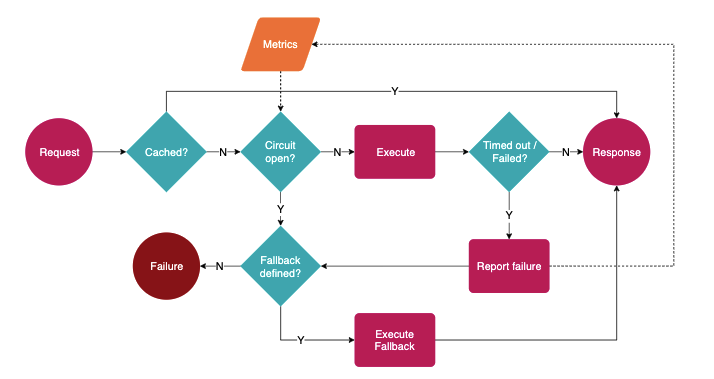 Metrics
Y
Request
Cached?
N
Circuit
open?
N
Execute
Timed out /
Failed?
N
Response
Y
Y
Failure
N
Fallback
defined?
Report failure
Y
Execute
Fallback